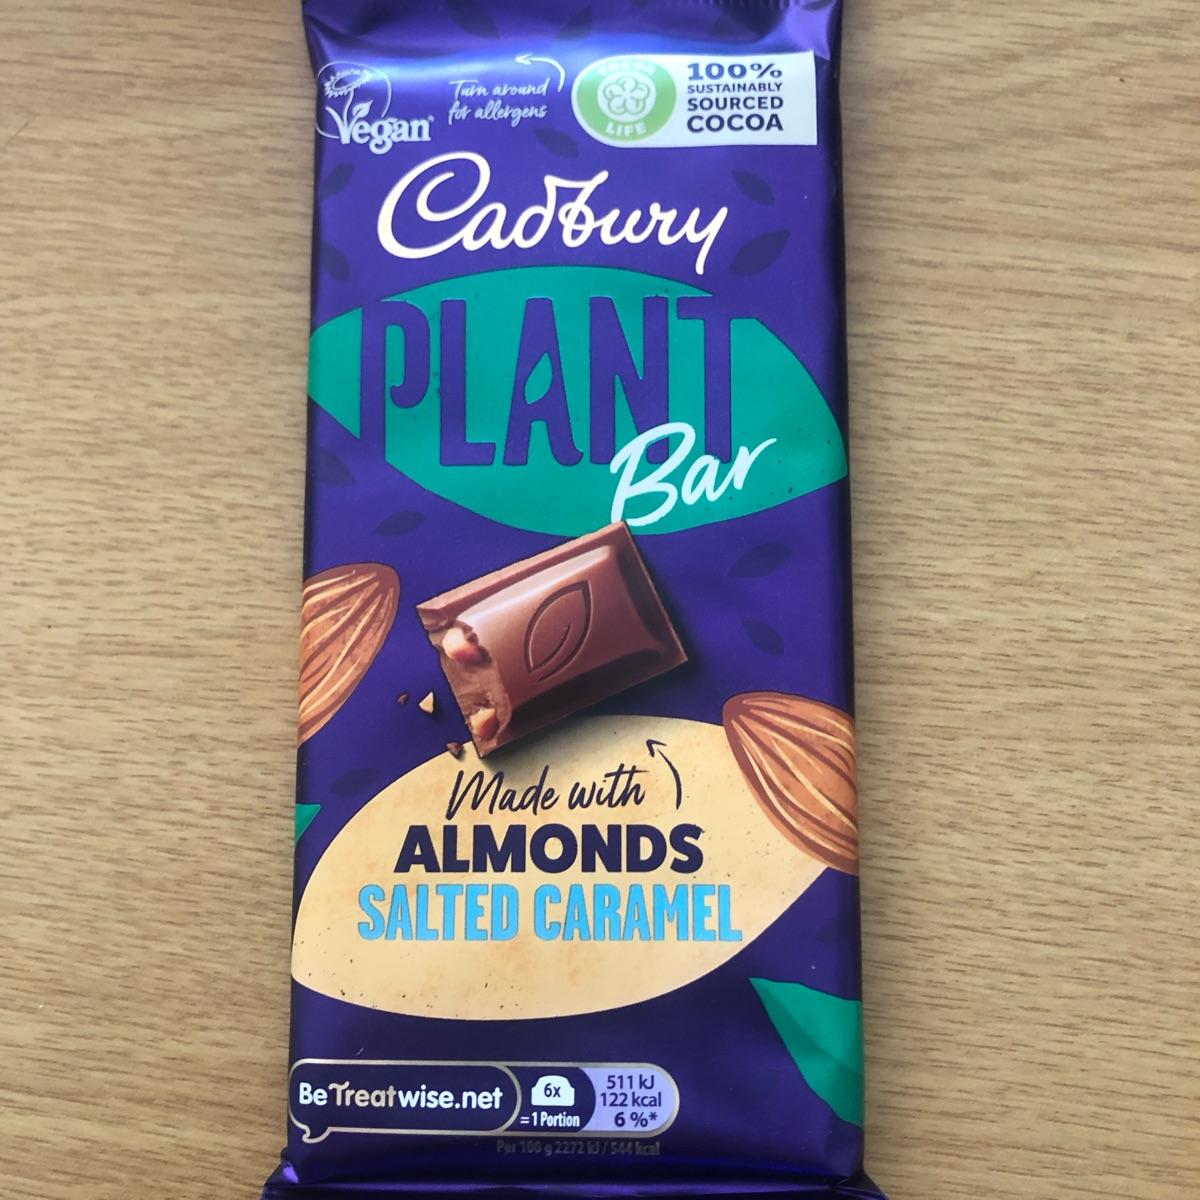 Vegan
Turn around
for allergens
COCOA
LIFE
100%
SUSTAINABLY
SOURCED
COCOA
Cadbury
PLANT
Bar
Made with
ALMONDS
SALTED CARAMEL
BeTreatwise.net
6x
= 1 Portion
511 kJ
122 kcal
6 %*
Per 100 g 2272 kJ / 544 kcal